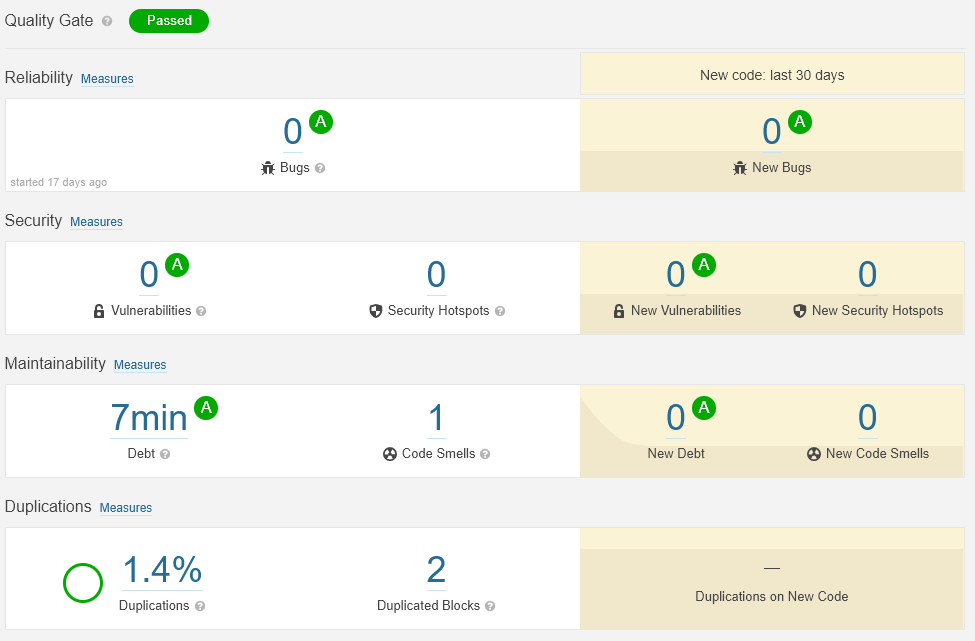 Quality Gate ? Passed
Reliability Measures
New code: last 30 days
0 A
Bugs ?
started 17 days ago
0 A
New Bugs
Security Measures
0 A
Vulnerabilities ?
0
Security Hotspots ?
0 A
New Vulnerabilities
0
New Security Hotspots
Maintainability Measures
7min A
Debt ?
1
Code Smells ?
0 A
New Debt
0
New Code Smells
Duplications Measures
1.4%
Duplications ?
2
Duplicated Blocks ?
—
Duplications on New Code